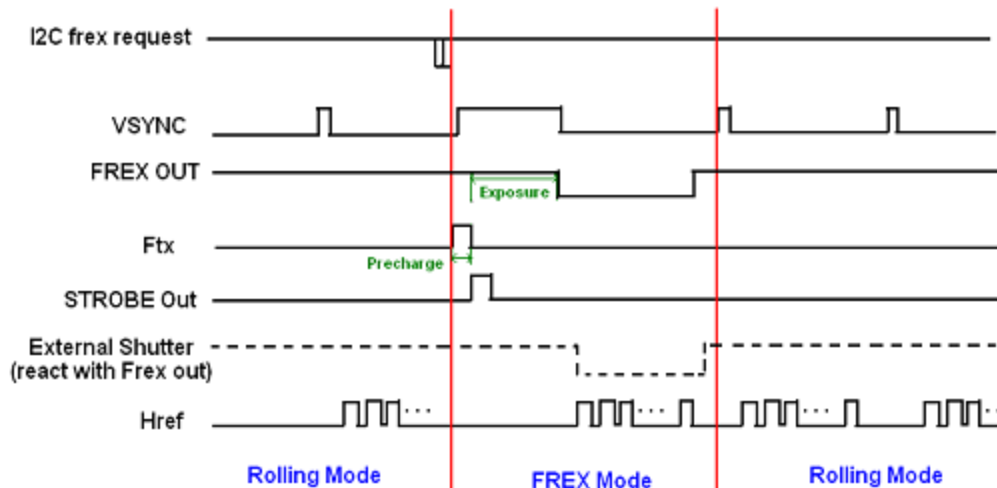 I2C frex request
VSYNC
FREX OUT
Exposure
Ftx
Precharge
STROBE Out
External Shutter
(react with Frex out)
Href
Rolling Mode
FREX Mode
Rolling Mode